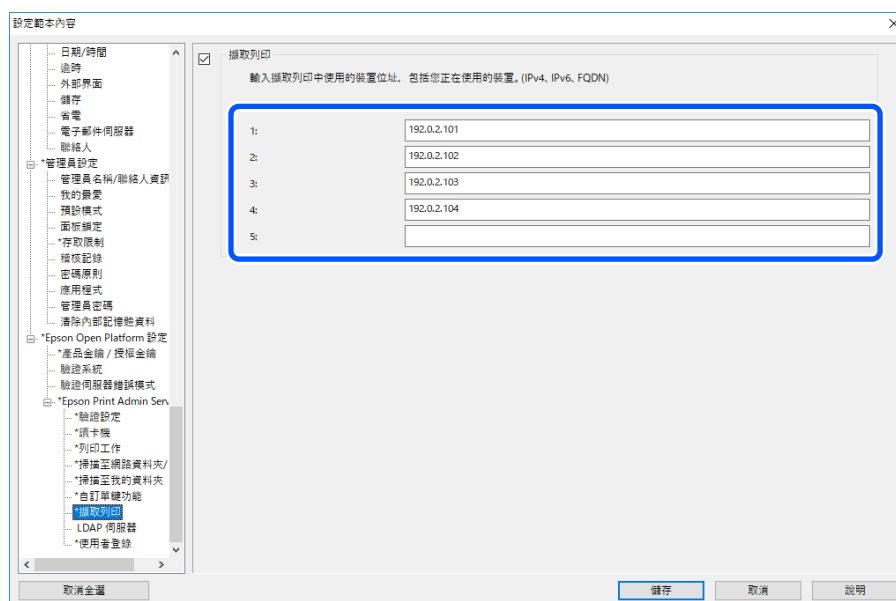 設定範本內容
日期/時間
逾時
外部界面
儲存
省電
電子郵件伺服器
聯絡人
*管理員設定
管理員名稱/聯絡人資訊
我的最愛
預設模式
面板鎖定
*存取限制
稽核記錄
密碼原則
應用程式
管理員密碼
清除內部記憶體資料
*Epson Open Platform 設定
*產品金鑰 / 授權金鑰
驗證系統
驗證伺服器錯誤模式
*Epson Print Admin Serv
*驗證設定
*讀卡機
*列印工作
*掃描至網路資料夾/
*掃描至我的資料夾
*自訂單鍵功能
*擷取列印
LDAP 伺服器
*使用者登錄
取消全選
擷取列印
輸入擷取列印中使用的裝置位址，包括您正在使用的裝置。(IPv4、IPv6、FQDN)
1: 192.0.2.101
2: 192.0.2.102
3: 192.0.2.103
4: 192.0.2.104
5:
儲存 取消 說明